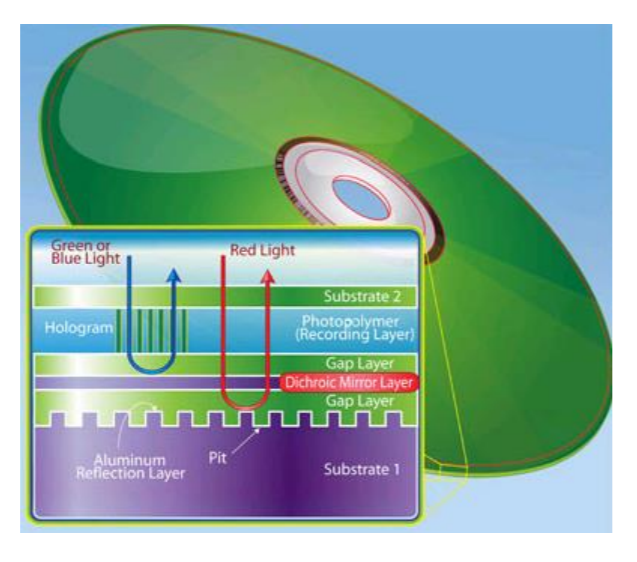 Green or
Blue Light
Red Light
Substrate 2
Hologram
Photopolymer
(Recording Layer)
Gap Layer
Dichroic Mirror Layer
Gap Layer
Aluminum
Reflection Layer
Pit
Substrate 1